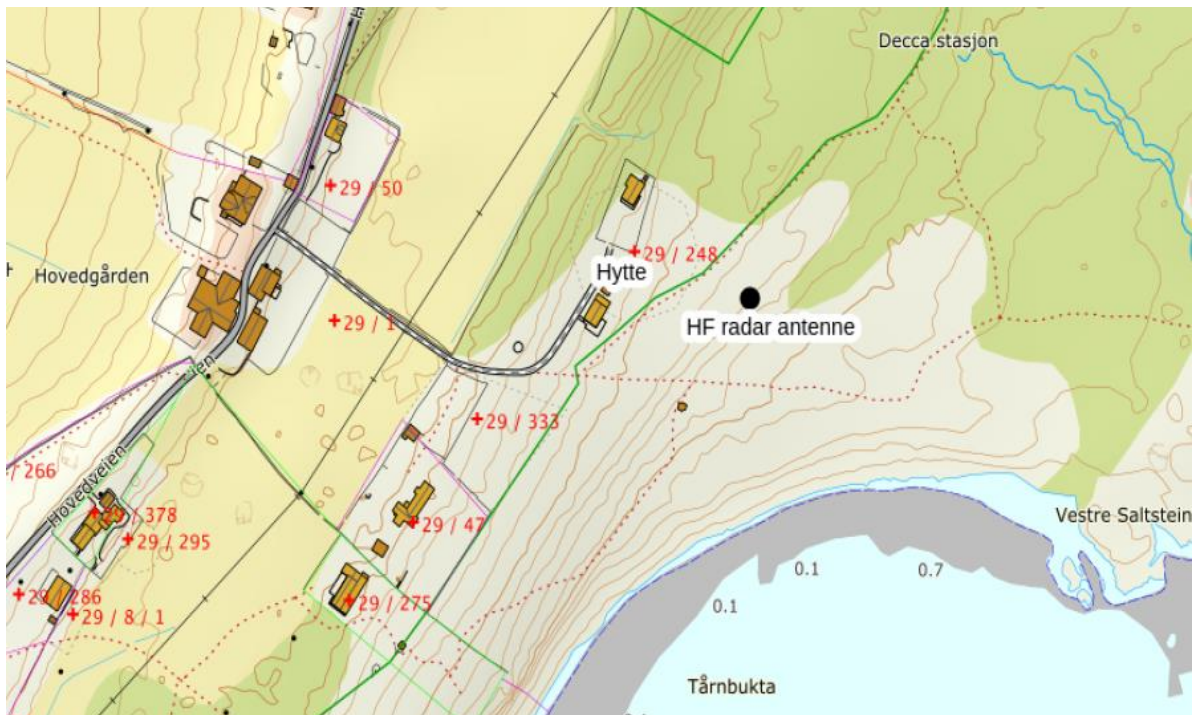 Decca stasjon
29 / 50
29 / 248
Hytte
Hovedgården
HF radar antenne
29 / 1
ien
29 / 333
Hovedveien
/ 266
29 / 378
29 / 47
Vestre Saltstein
29 / 295
0.1
0.7
29 / 286
29 / 275
29 / 8 / 1
0.1
Tårnbukta